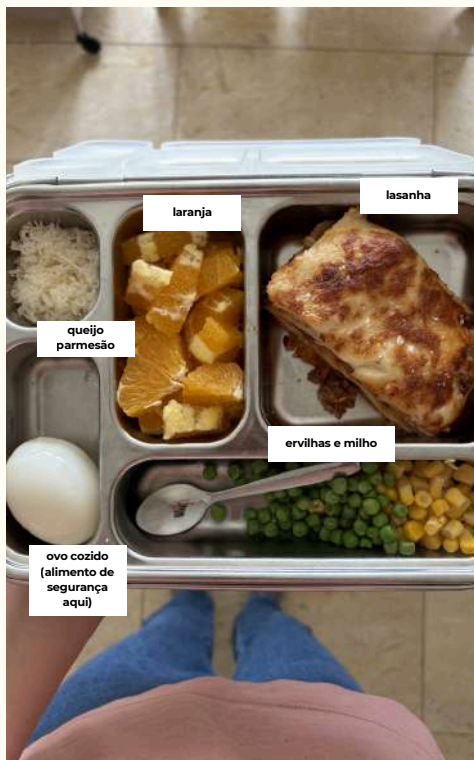 lasanha
laranja
queijo
parmesão
ervilhas e milho
ovo cozido
(alimento de
segurança
aqui)